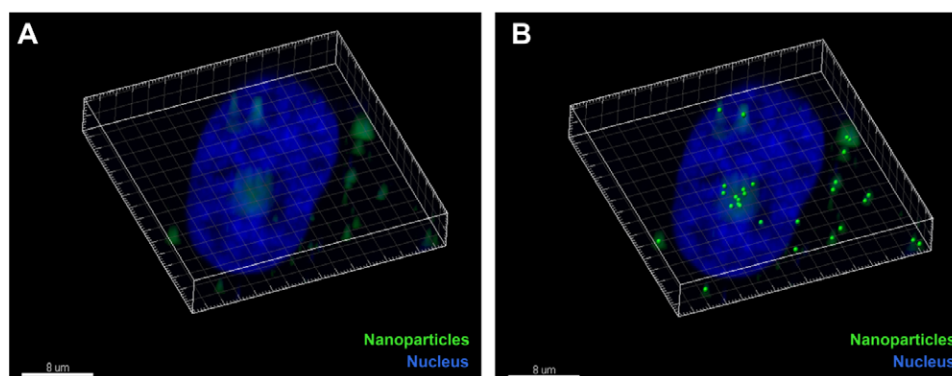 A
Nanoparticles
Nucleus
8 um
B
Nanoparticles
Nucleus
8 um